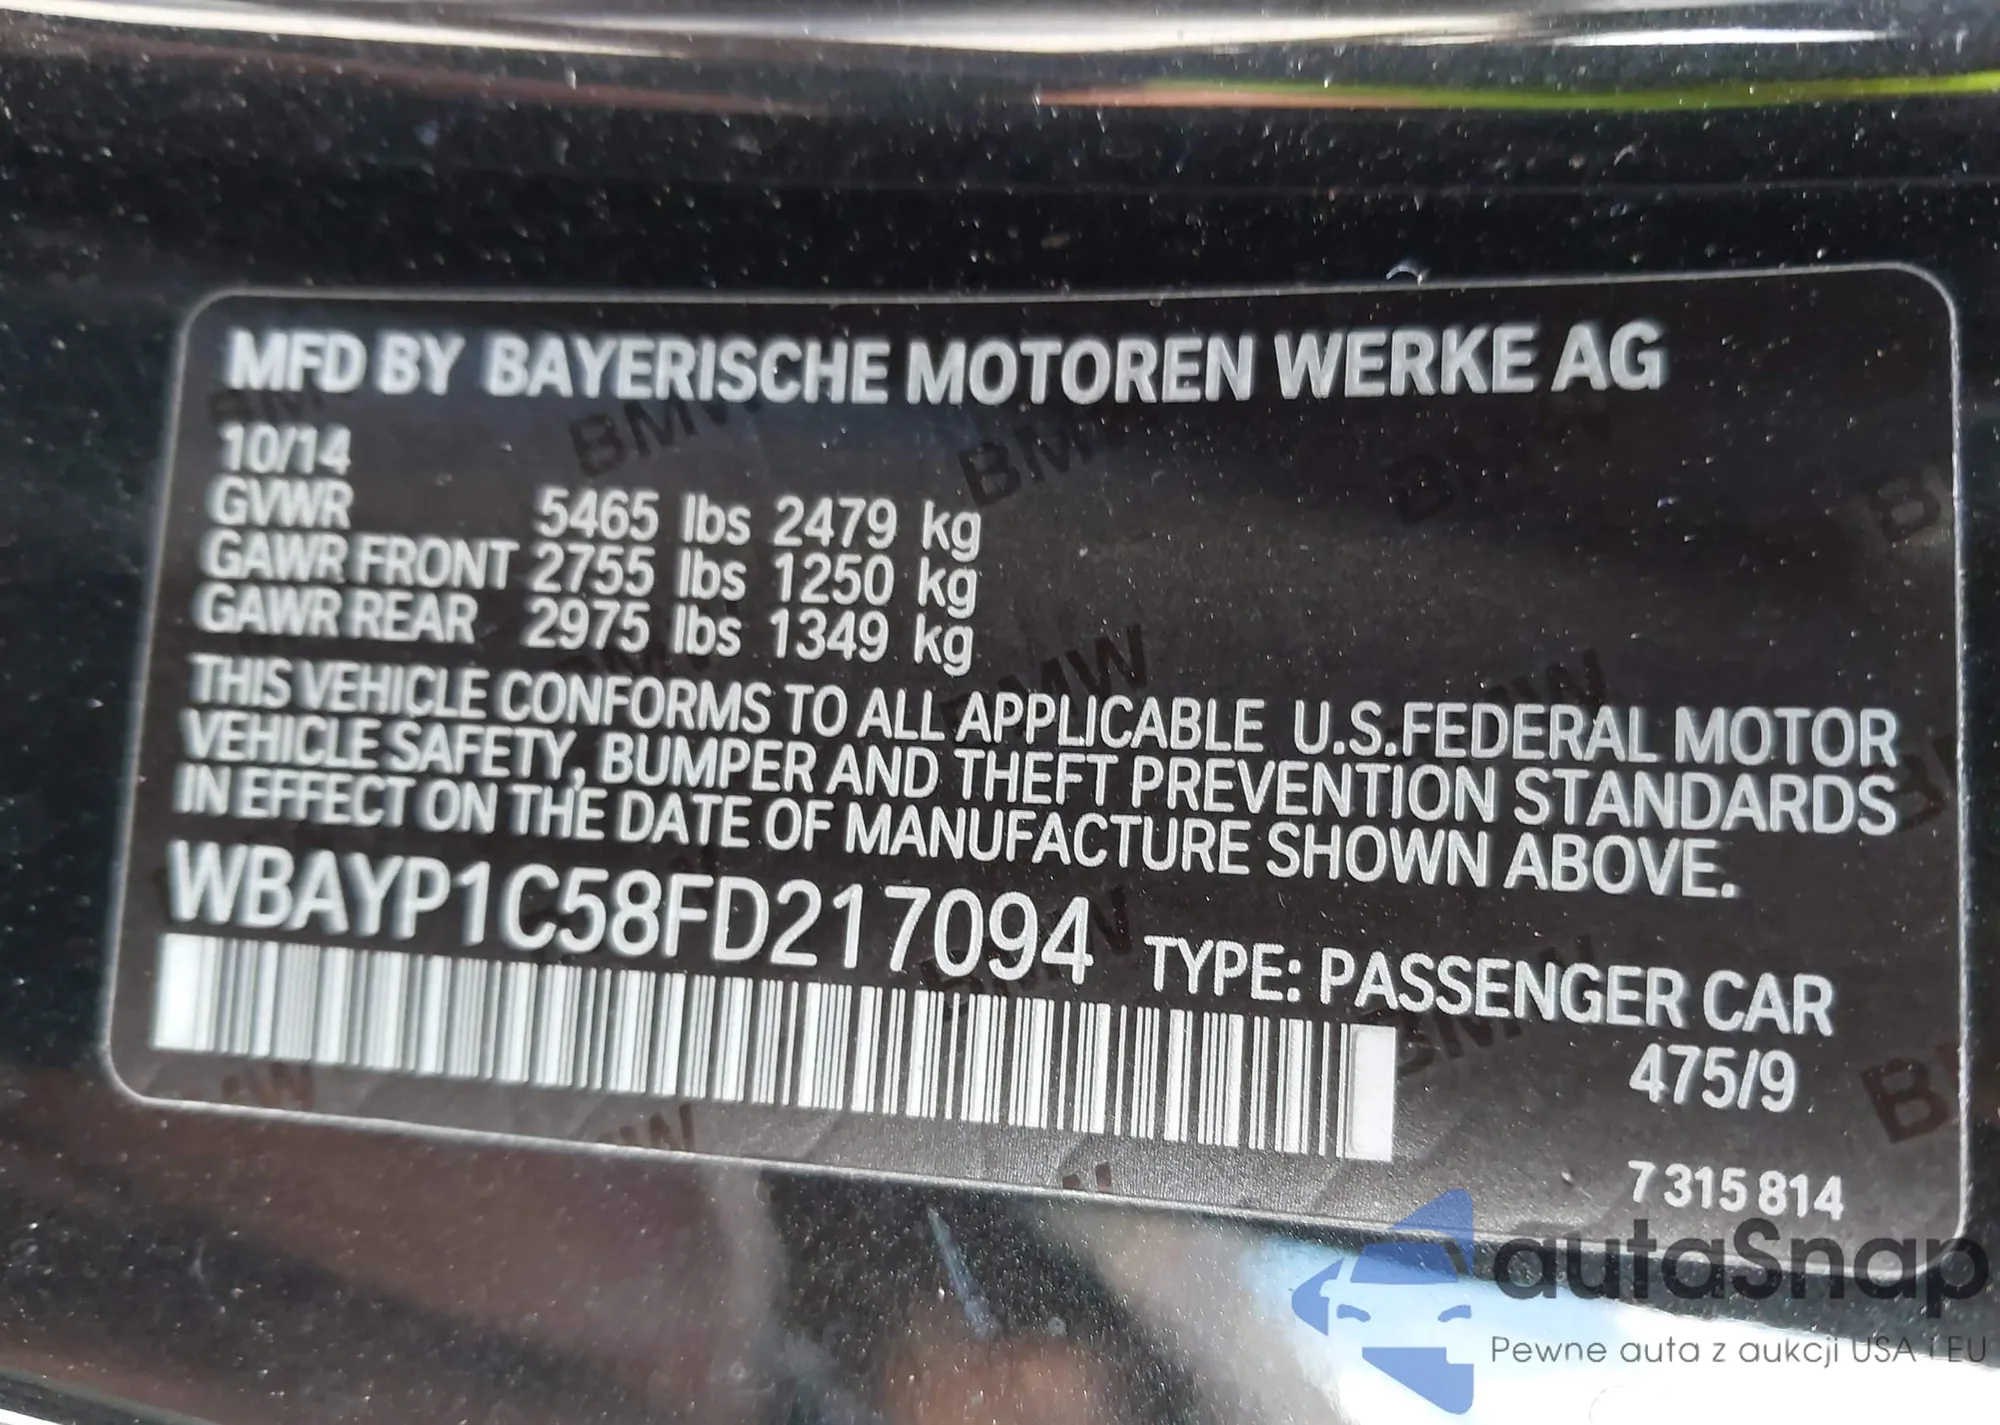 MFD BY BAYERISCHE MOTOREN WERKE AG
10/14
GVWR 5465 lbs 2479 kg
GAWR FRONT 2755 lbs 1250 kg
GAWR REAR 2975 lbs 1349 kg
THIS VEHICLE CONFORMS TO ALL APPLICABLE U.S.FEDERAL MOTOR
VEHICLE SAFETY, BUMPER AND THEFT PREVENTION STANDARDS
IN EFFECT ON THE DATE OF MANUFACTURE SHOWN ABOVE.
WBAYP1C58FD217094 TYPE: PASSENGER CAR
475/9
7 315 814
autaSnap
Pewne auta z aukcji USA i EU